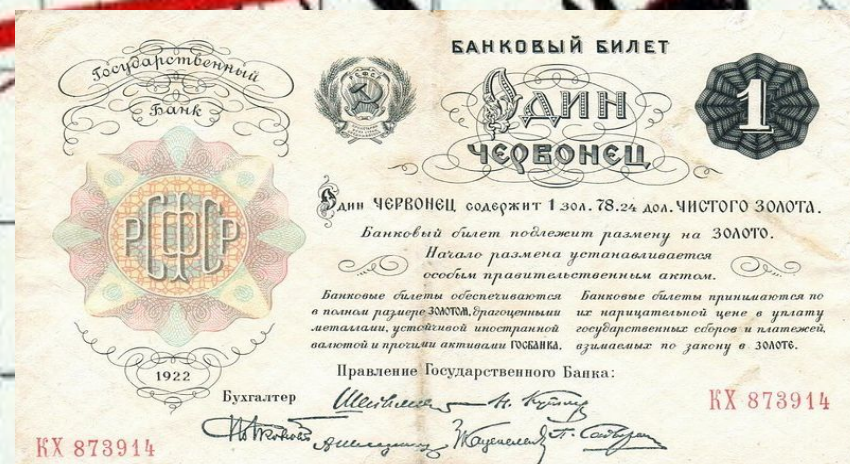 Государственный
Банк
БАНКОВЫЙ БИЛЕТ
ОДИН
ЧЕРВОНЕЦ
1
РСФСР
Один ЧЕРВОНЕЦ содержит 1 зол. 78.24 дол. ЧИСТОГО ЗОЛОТА.
Банковый билет подлежит размену на ЗОЛОТО.
Начало размена устанавливается
особым правительственным актом.
Банковые билеты обеспечиваются
в полном размере ЗОЛОТОМ, драгоценными
металлами, устойчивой иностранной
валютой и прочими активами ГОСБАНКА.
Банковые билеты принимаются по
их нарицательной цене в уплату
государственных сборов и платежей,
взимаемых по закону в ЗОЛОТЕ.
1922
Правление Государственного Банка:
Бухгалтер
КХ 873914
КХ 873914